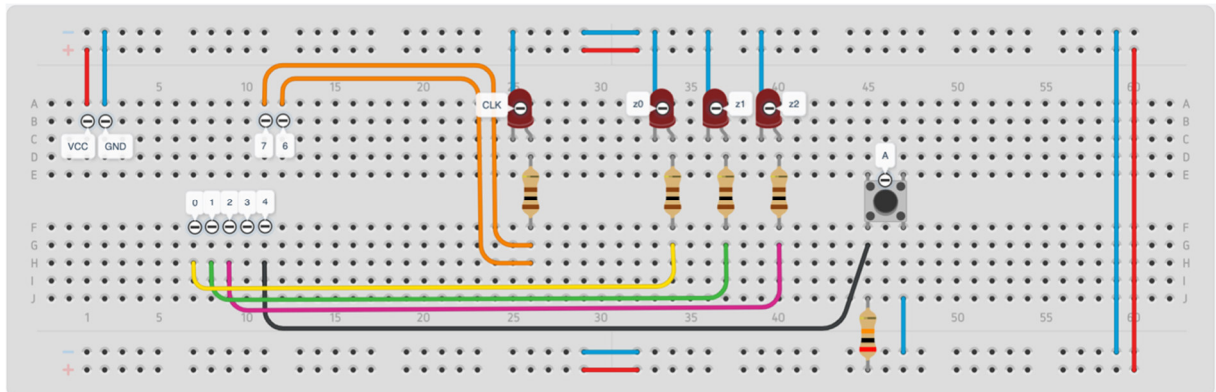 − −
+ +
5 10 15 20 25 30 35 40 45 50 55 60
A CLK z0 z1 z2 A
B B
C VCC GND 7 6 A C
D D
E E
0 1 2 3 4
F F
G G
H H
I I
J J
1 5 10 15 20 25 30 35 40 45 50 55 60
− −
+ +